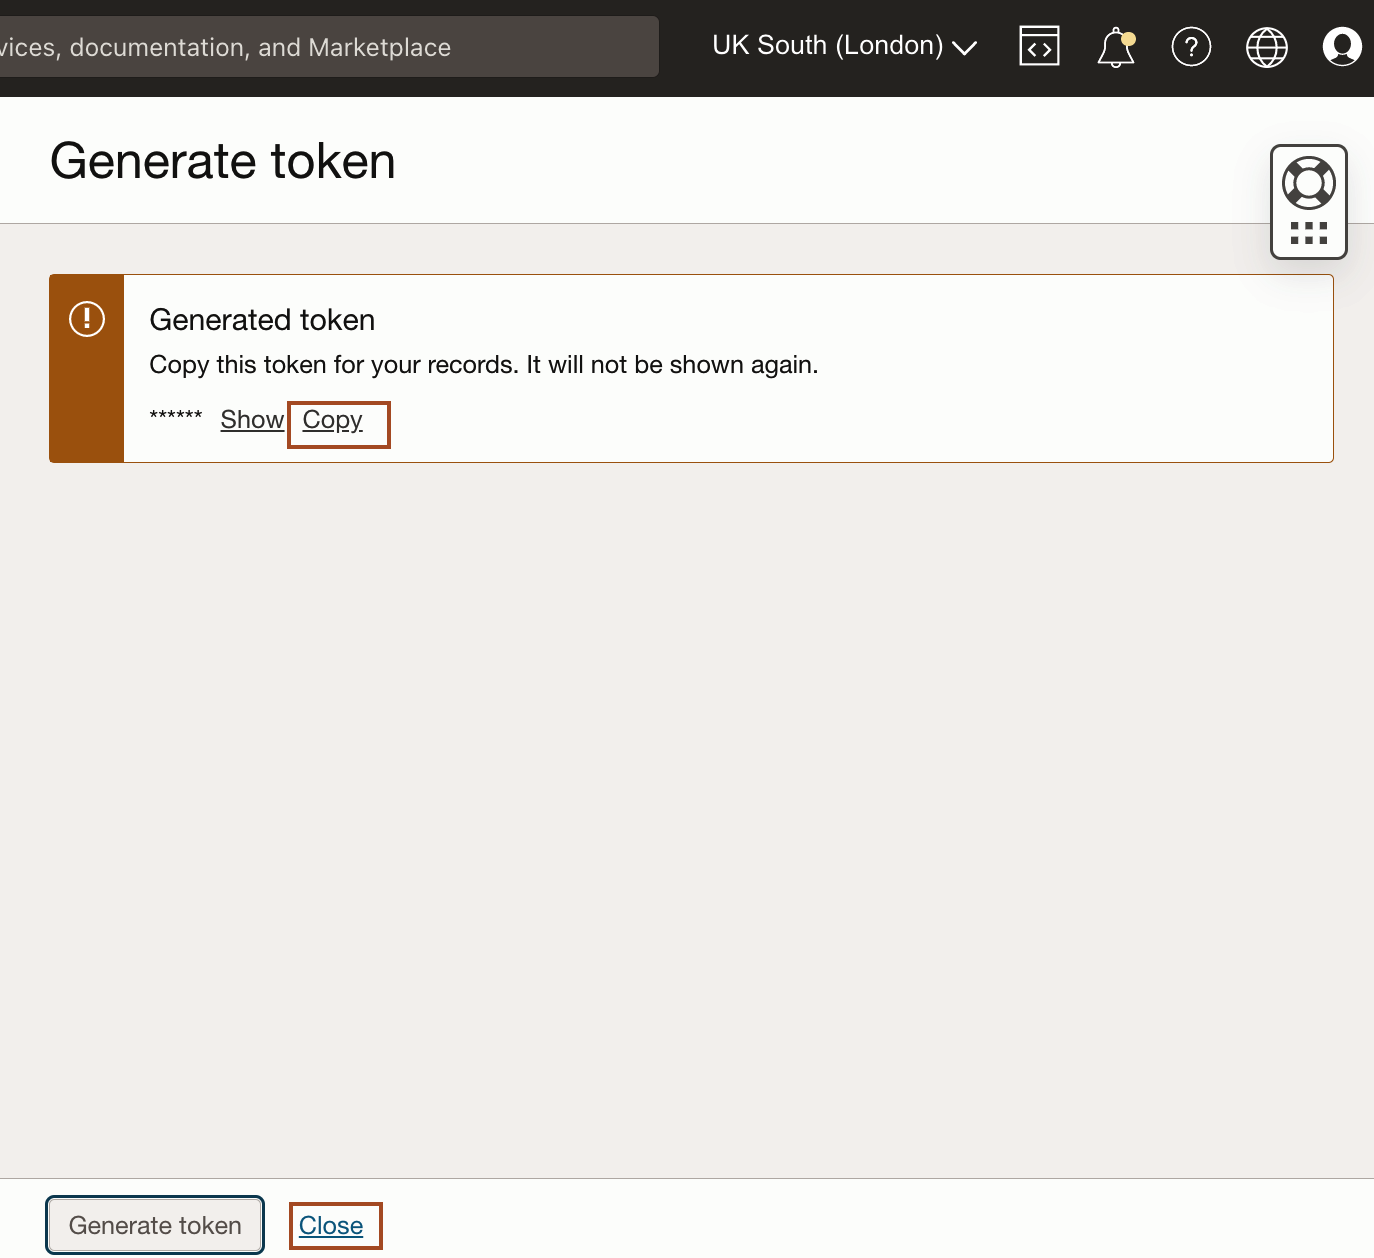 vices, documentation, and Marketplace
UK South (London)
Generate token
Generated token
Copy this token for your records. It will not be shown again.
****** Show Copy
Generate token Close